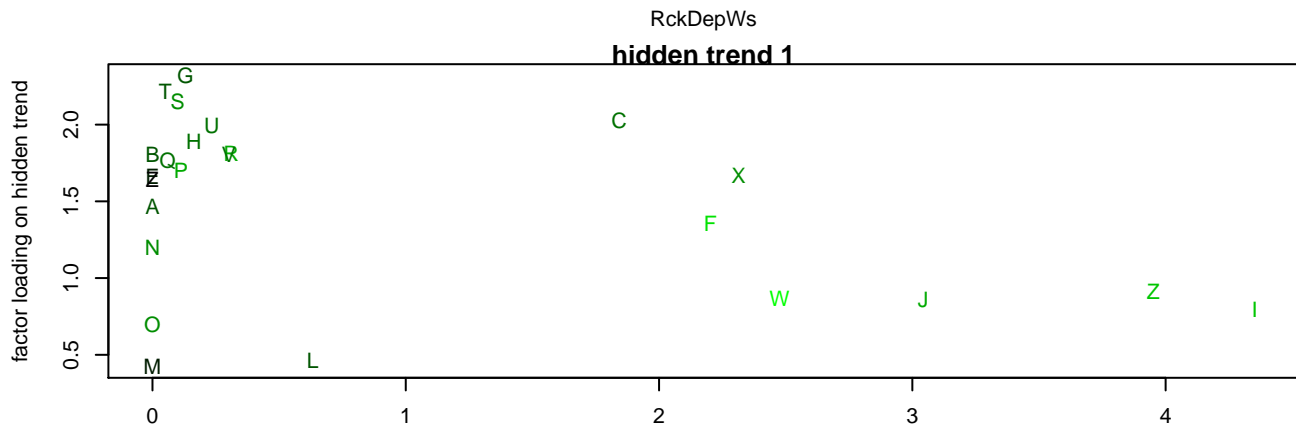 RckDepWs
hidden trend 1
factor loading on hidden trend
2.0
1.5
1.0
0.5
G
T
S
U
C
H
B
V
R
Q
P
X
A
F
N
Z
W
J
I
O
L
M
0 1 2 3 4